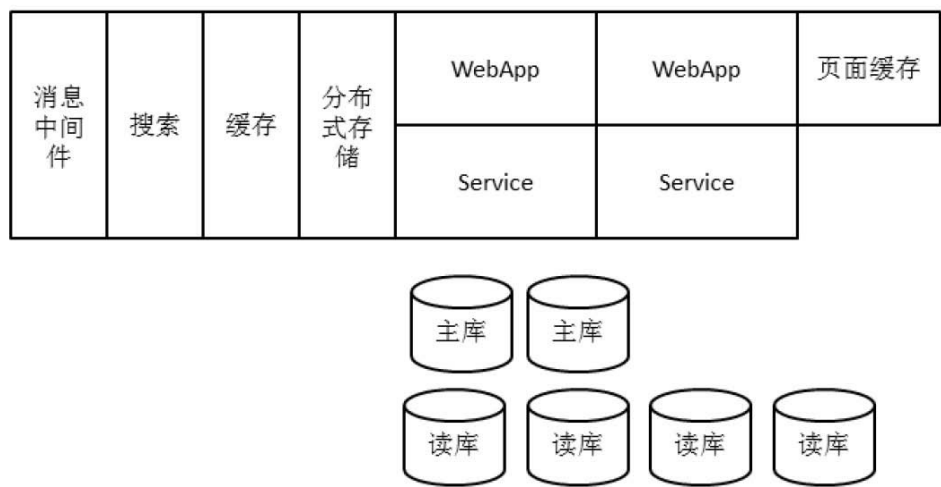 消息
中间
件
搜索
缓存
分布
式存
储
WebApp
WebApp
页面缓存
Service
Service
主库
主库
读库
读库
读库
读库